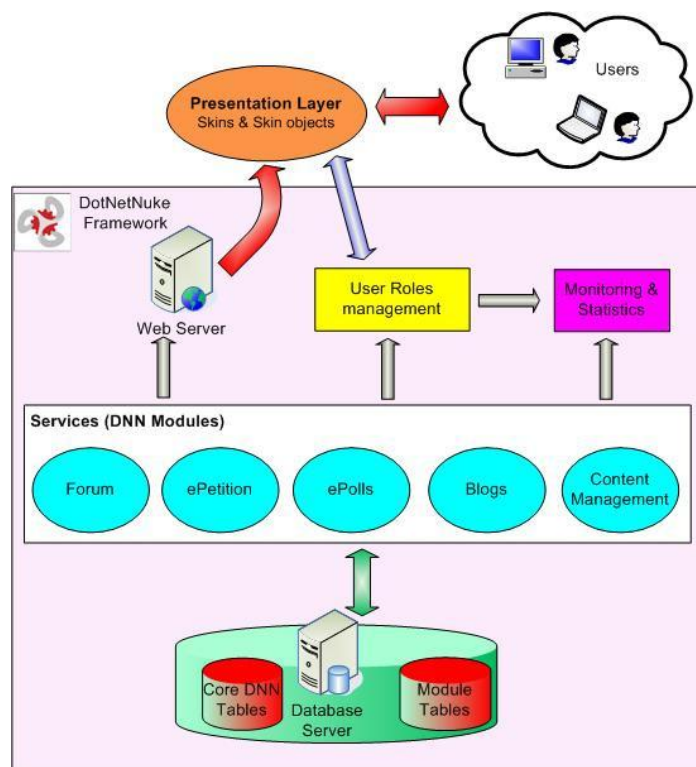 Users
Presentation Layer
Skins & Skin objects
DotNetNuke
Framework
Web Server
User Roles
management
Monitoring &
Statistics
Services (DNN Modules)
Forum
ePetition
ePolls
Blogs
Content
Management
Core DNN
Tables
Database
Server
Module
Tables